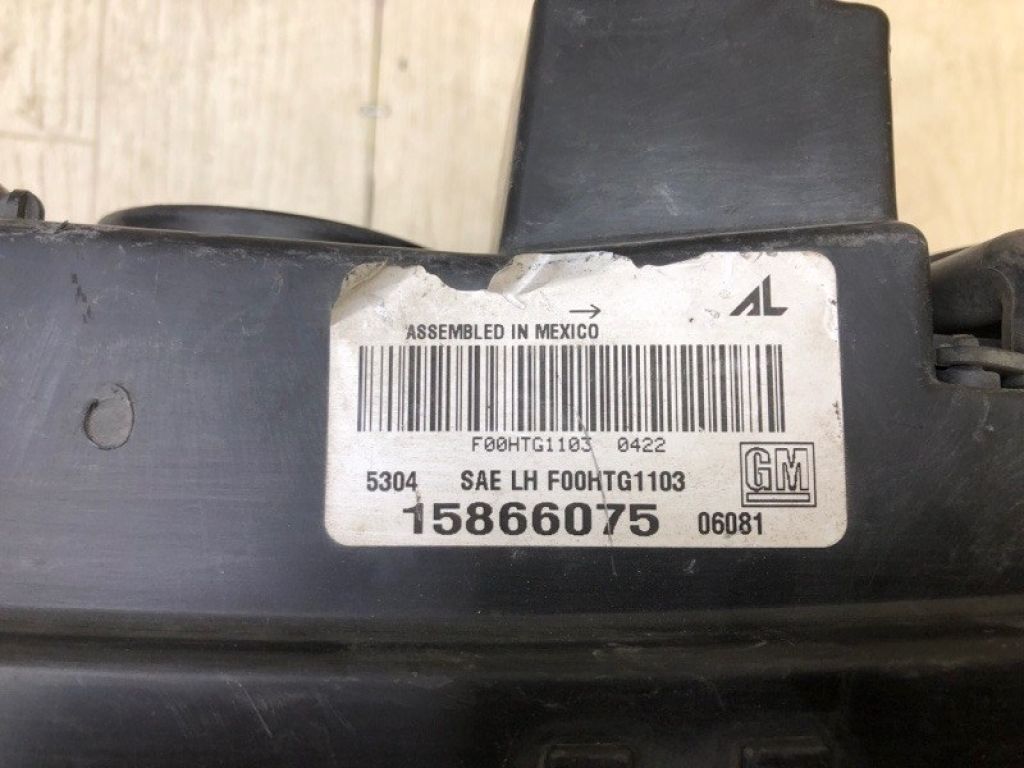 →
AL
ASSEMBLED IN MEXICO
F00HTG1103 0422
5304 SAE LH F00HTG1103
GM
15866075 06081